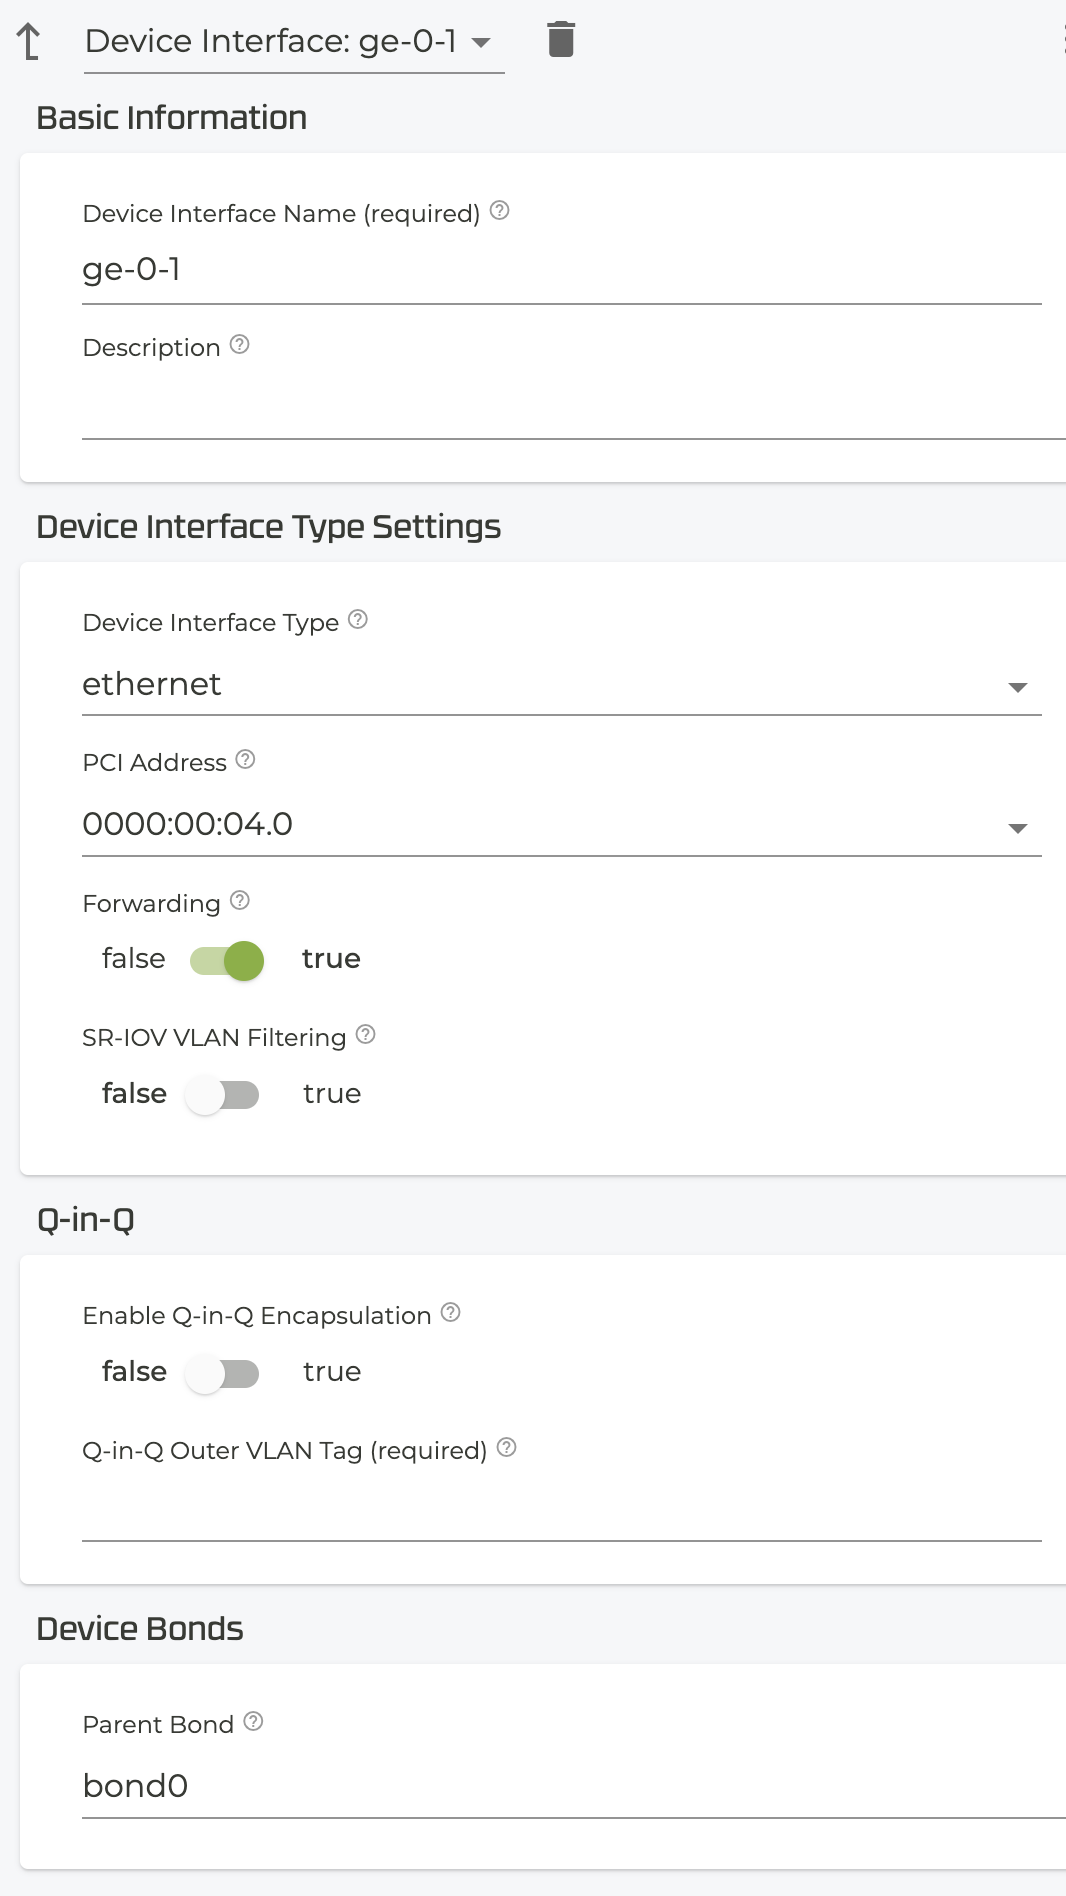 Device Interface: ge-0-1
Basic Information
Device Interface Name (required)
ge-0-1
Description
Device Interface Type Settings
Device Interface Type
ethernet
PCI Address
0000:00:04.0
Forwarding
false true
SR-IOV VLAN Filtering
false true
Q-in-Q
Enable Q-in-Q Encapsulation
false true
Q-in-Q Outer VLAN Tag (required)
Device Bonds
Parent Bond
bond0